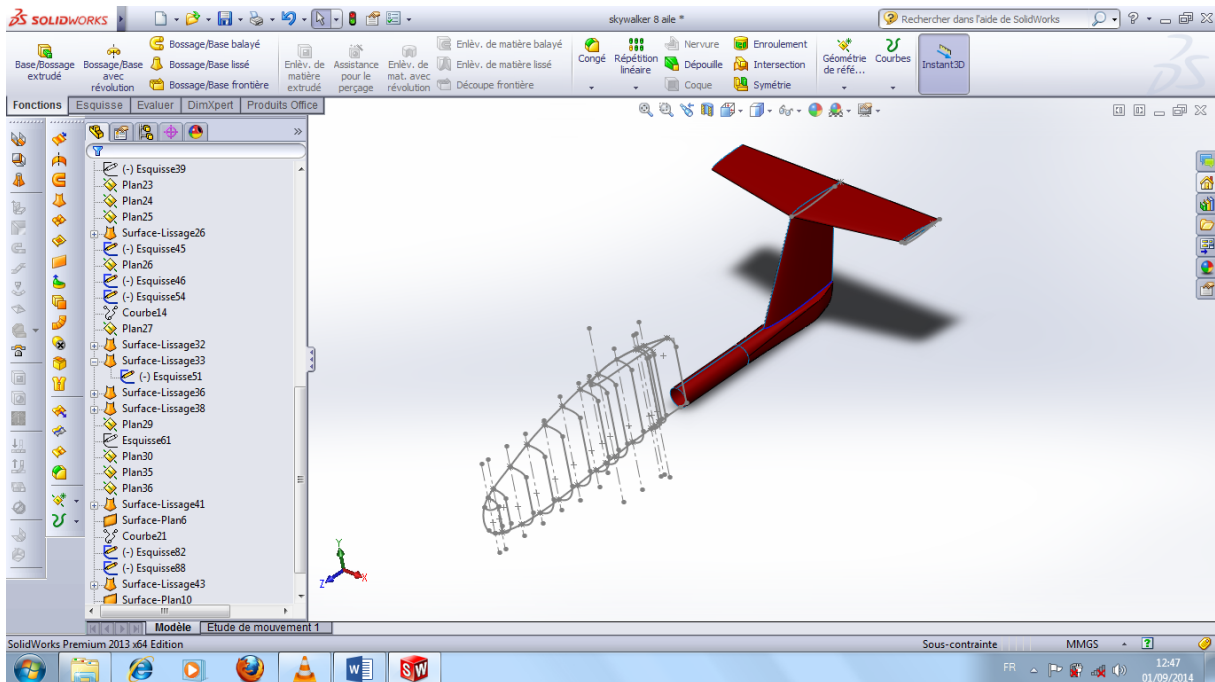 SOLIDWORKS
skywalker 8 aile *
Rechercher dans l'aide de SolidWorks
Base/Bossage extrudé
Bossage/Base avec révolution
Bossage/Base balayé
Bossage/Base lissé
Bossage/Base frontière
Enlèv. de matière extrudé
Assistance pour le perçage
Enlèv. de mat. avec révolution
Enlèv. de matière balayé
Enlèv. de matière lissé
Découpe frontière
Congé
Répétition linéaire
Nervure
Dépouille
Coque
Enroulement
Intersection
Symétrie
Géométrie de réfé...
Courbes
Instant3D
Fonctions
Esquisse
Evaluer
DimXpert
Produits Office
(-) Esquisse39
Plan23
Plan24
Plan25
Surface-Lissage26
(-) Esquisse45
Plan26
(-) Esquisse46
(-) Esquisse54
Courbe14
Plan27
Surface-Lissage32
Surface-Lissage33
(-) Esquisse51
Surface-Lissage36
Surface-Lissage38
Plan29
Esquisse61
Plan30
Plan35
Plan36
Surface-Lissage41
Surface-Plan6
Courbe21
(-) Esquisse82
(-) Esquisse88
Surface-Lissage43
Surface-Plan10
Y
Z
X
Modèle
Etude de mouvement 1
SolidWorks Premium 2013 x64 Edition
Sous-contrainte
MMGS
FR
12:47
01/09/2014